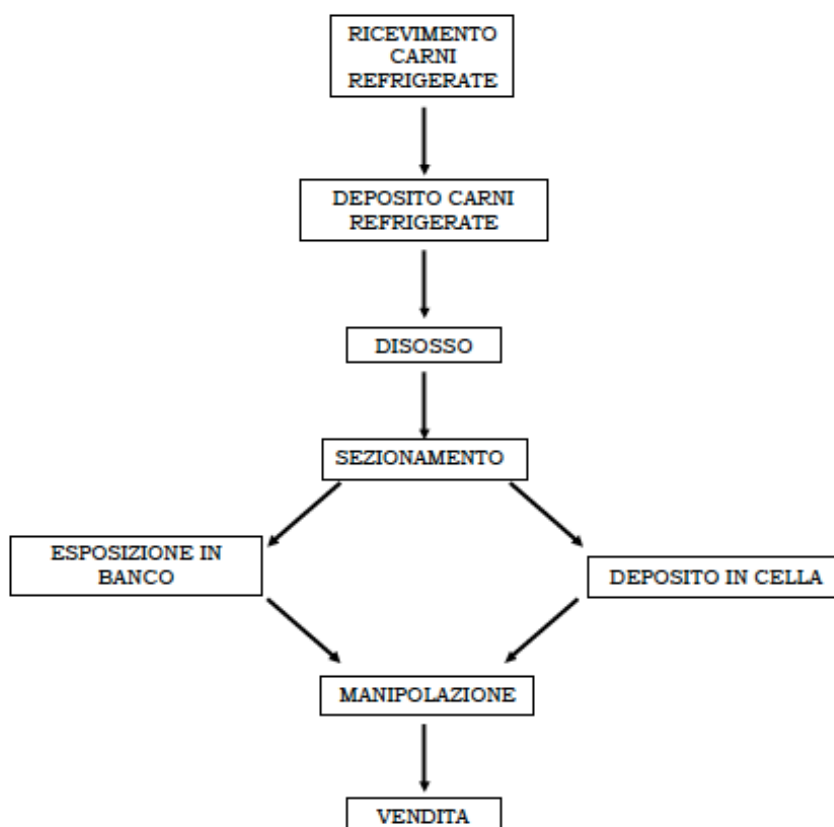 RICEVIMENTO
CARNI
REFRIGERATE
DEPOSITO CARNI
REFRIGERATE
DISOSSO
SEZIONAMENTO
ESPOSIZIONE IN
BANCO
DEPOSITO IN CELLA
MANIPOLAZIONE
VENDITA